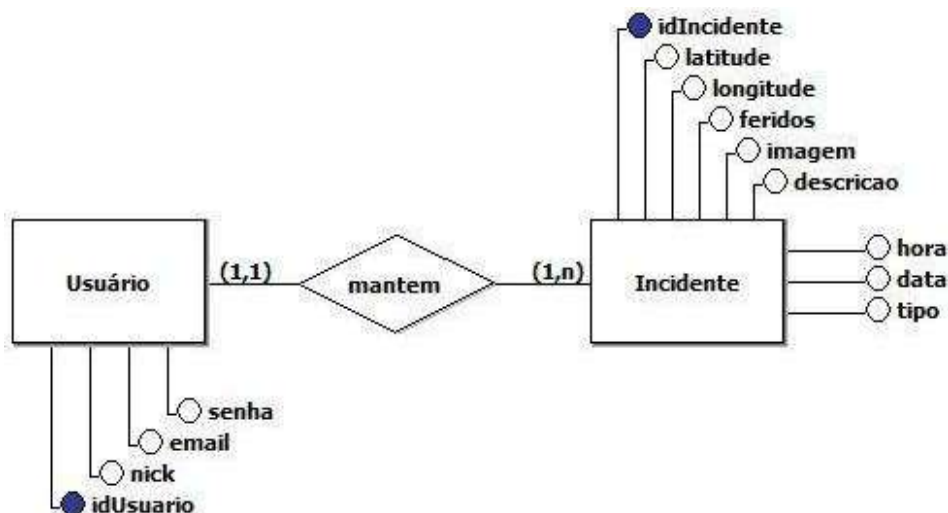 idIncidente
latitude
longitude
feridos
imagem
descricao
Usuário
(1,1)
mantem
(1,n)
Incidente
hora
data
tipo
senha
email
nick
idUsuario